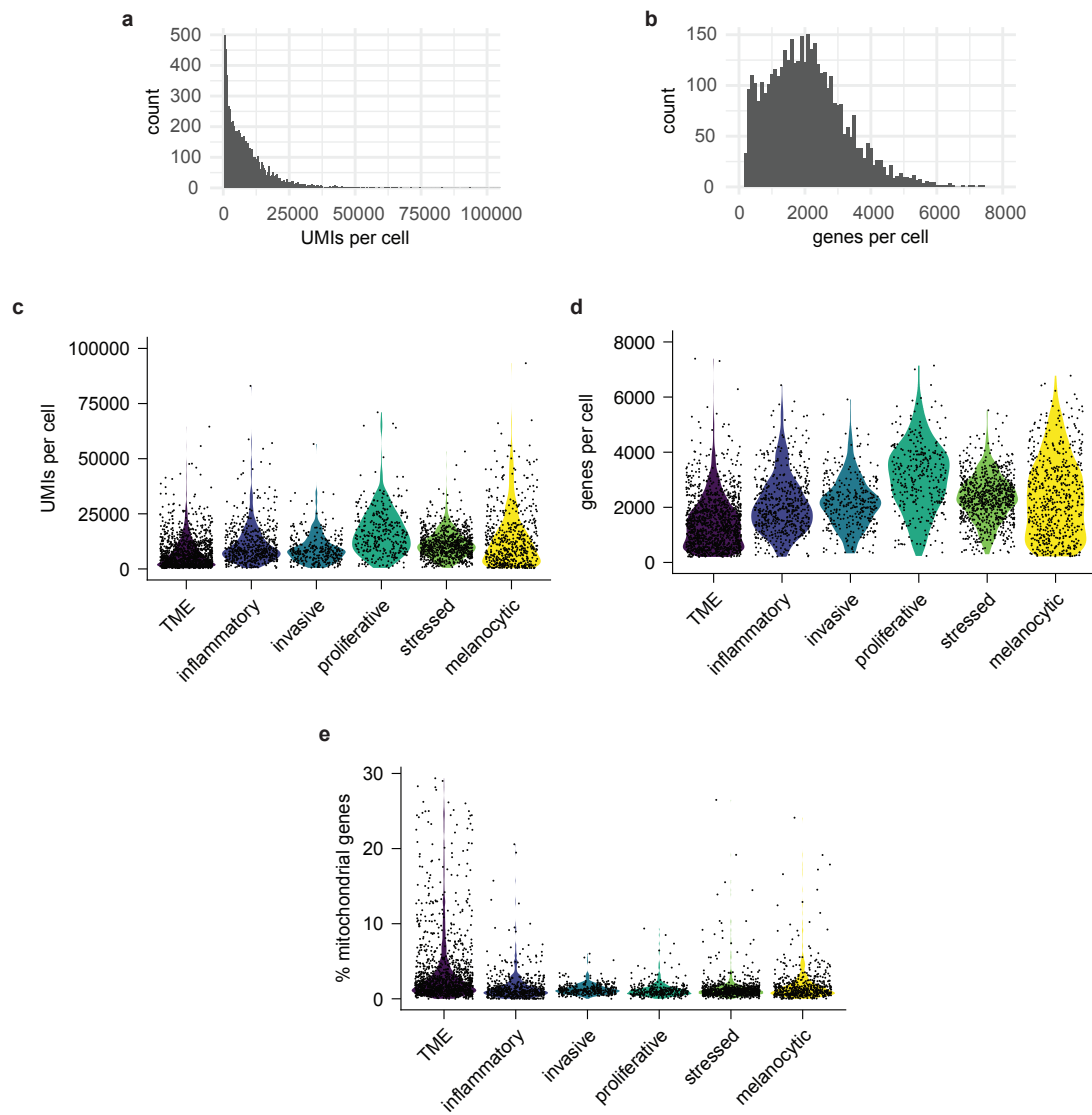 a
500
400
300
200
100
0
count
0 25000 50000 75000 100000
UMIs per cell
b
150
100
50
0
count
0 2000 4000 6000 8000
genes per cell
c
100000
75000
50000
25000
0
UMIs per cell
TME inflammatory invasive proliferative stressed melanocytic
d
8000
6000
4000
2000
0
genes per cell
TME inflammatory invasive proliferative stressed melanocytic
e
30
20
10
0
% mitochondrial genes
TME inflammatory invasive proliferative stressed melanocytic